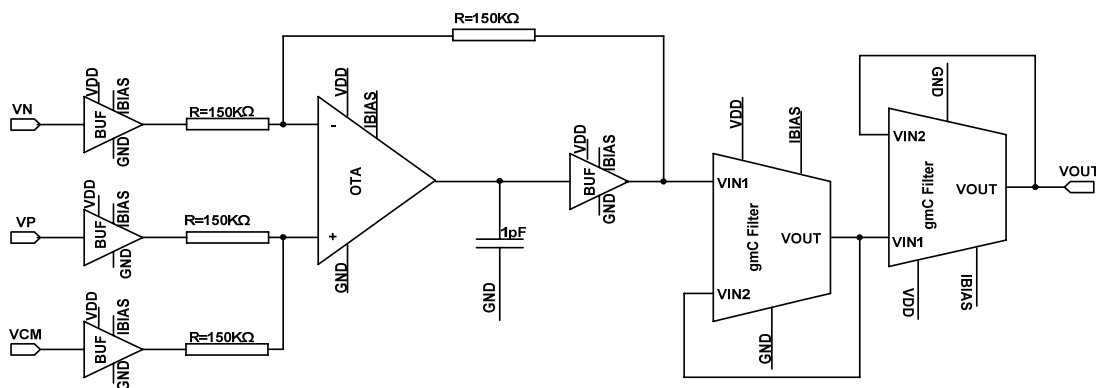 R=150KΩ
VN
VDD
IBIAS
BUF
GND
R=150KΩ
VDD
IBIAS
-
OTA
+
GND
VP
VDD
IBIAS
BUF
GND
R=150KΩ
VCM
VDD
IBIAS
BUF
GND
R=150KΩ
1pF
GND
VDD
IBIAS
BUF
GND
VDD
IBIAS
VIN1
gmC Filter
VOUT
VIN2
GND
GND
VIN2
gmC Filter
VOUT
VIN1
VDD
IBIAS
VOUT